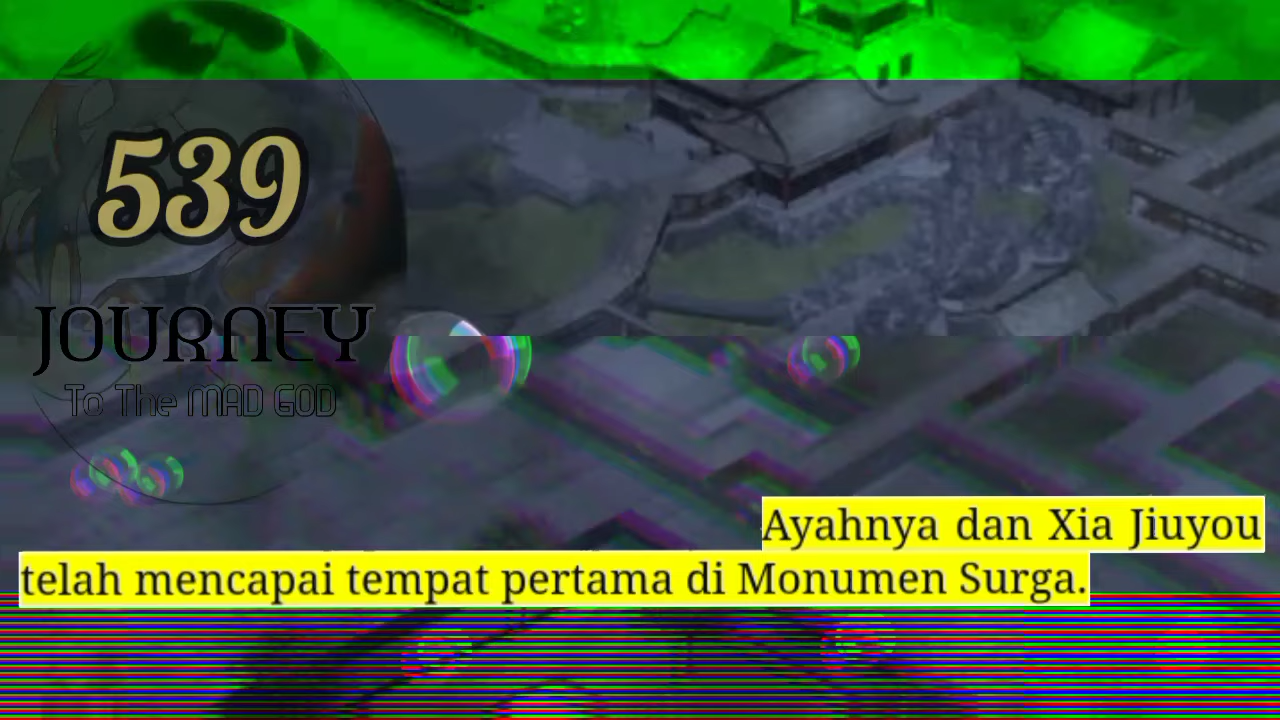 539
JOURNEY
To The MAD GOD
Ayahnya dan Xia Jiuyou
telah mencapai tempat pertama di Monumen Surga.